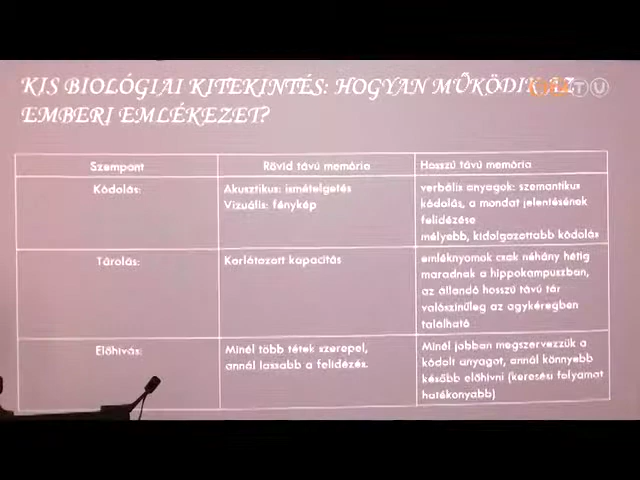 KIS BIOLÓGIAI KITEKINTÉS: HOGYAN MŰKÖDIK AZ
EMBERI EMLÉKEZET?
Szempont
Rövid távú memória
Hosszú távú memória
Kódolás:
Akusztikus: ismételgetés
Vizuális: fénykép
verbális anyagok: szemantikus
kódolás, a mondat jelentésének
felidézése
mélyebb, kidolgozottabb kódolás
Tárolás:
Korlátozott kapacitás
emléknyomok csak néhány hétig
maradnak a hippokampuszban,
az állandó hosszú távú tár
valószínűleg az agykéregben
található
Előhívás:
Minél több tétek szerepel,
annál lassabb a felidézés.
Minél jobban megszervezzük a
kódolt anyagot, annál könnyebb
később előhívni (keresési folyamat
hatékonyabb)